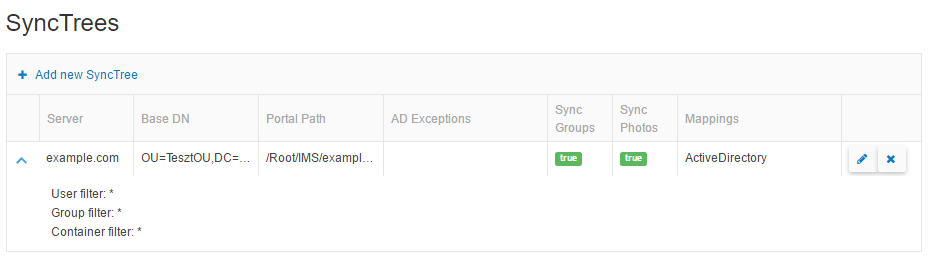 SyncTrees
+ Add new SyncTree
Server Base DN Portal Path AD Exceptions Sync Groups Sync Photos Mappings
example.com OU=TesztOU,DC=... /Root/IMS/exampl... true true ActiveDirectory
User filter: *
Group filter: *
Container filter: *